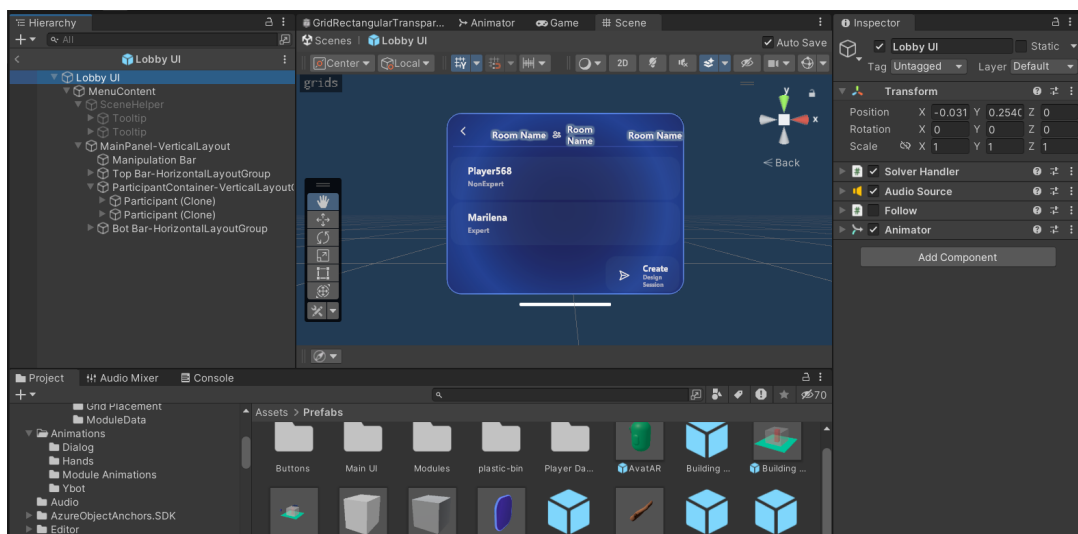 Hierarchy
All
Lobby UI
Lobby UI
MenuContent
SceneHelper
Tooltip
Tooltip
MainPanel-VerticalLayout
Manipulation Bar
Top Bar-HorizontalLayoutGroup
ParticipantContainer-VerticalLayout(
Participant (Clone)
Participant (Clone)
Bot Bar-HorizontalLayoutGroup
GridRectangularTranspar... Animator Game Scene
Scenes Lobby UI Auto Save
Center Local 2D
grids
y
x
Back
Room Name Room Name Room Name
Player568
NonExpert
Marilena
Expert
Create
Design
Session
Inspector
Lobby UI Static
Tag Untagged Layer Default
Transform
Position X -0.031 Y 0.2540 Z 0
Rotation X 0 Y 0 Z 0
Scale X 1 Y 1 Z 1
Solver Handler
Audio Source
Follow
Animator
Add Component
Project Audio Mixer Console
70
Grid Placement
ModuleData
Animations
Dialog
Hands
Module Animations
Ybot
Audio
AzureObjectAnchors.SDK
Editor
Assets > Prefabs
Buttons Main UI Modules plastic-bin Player Da... AvatAR Building ... Building ...